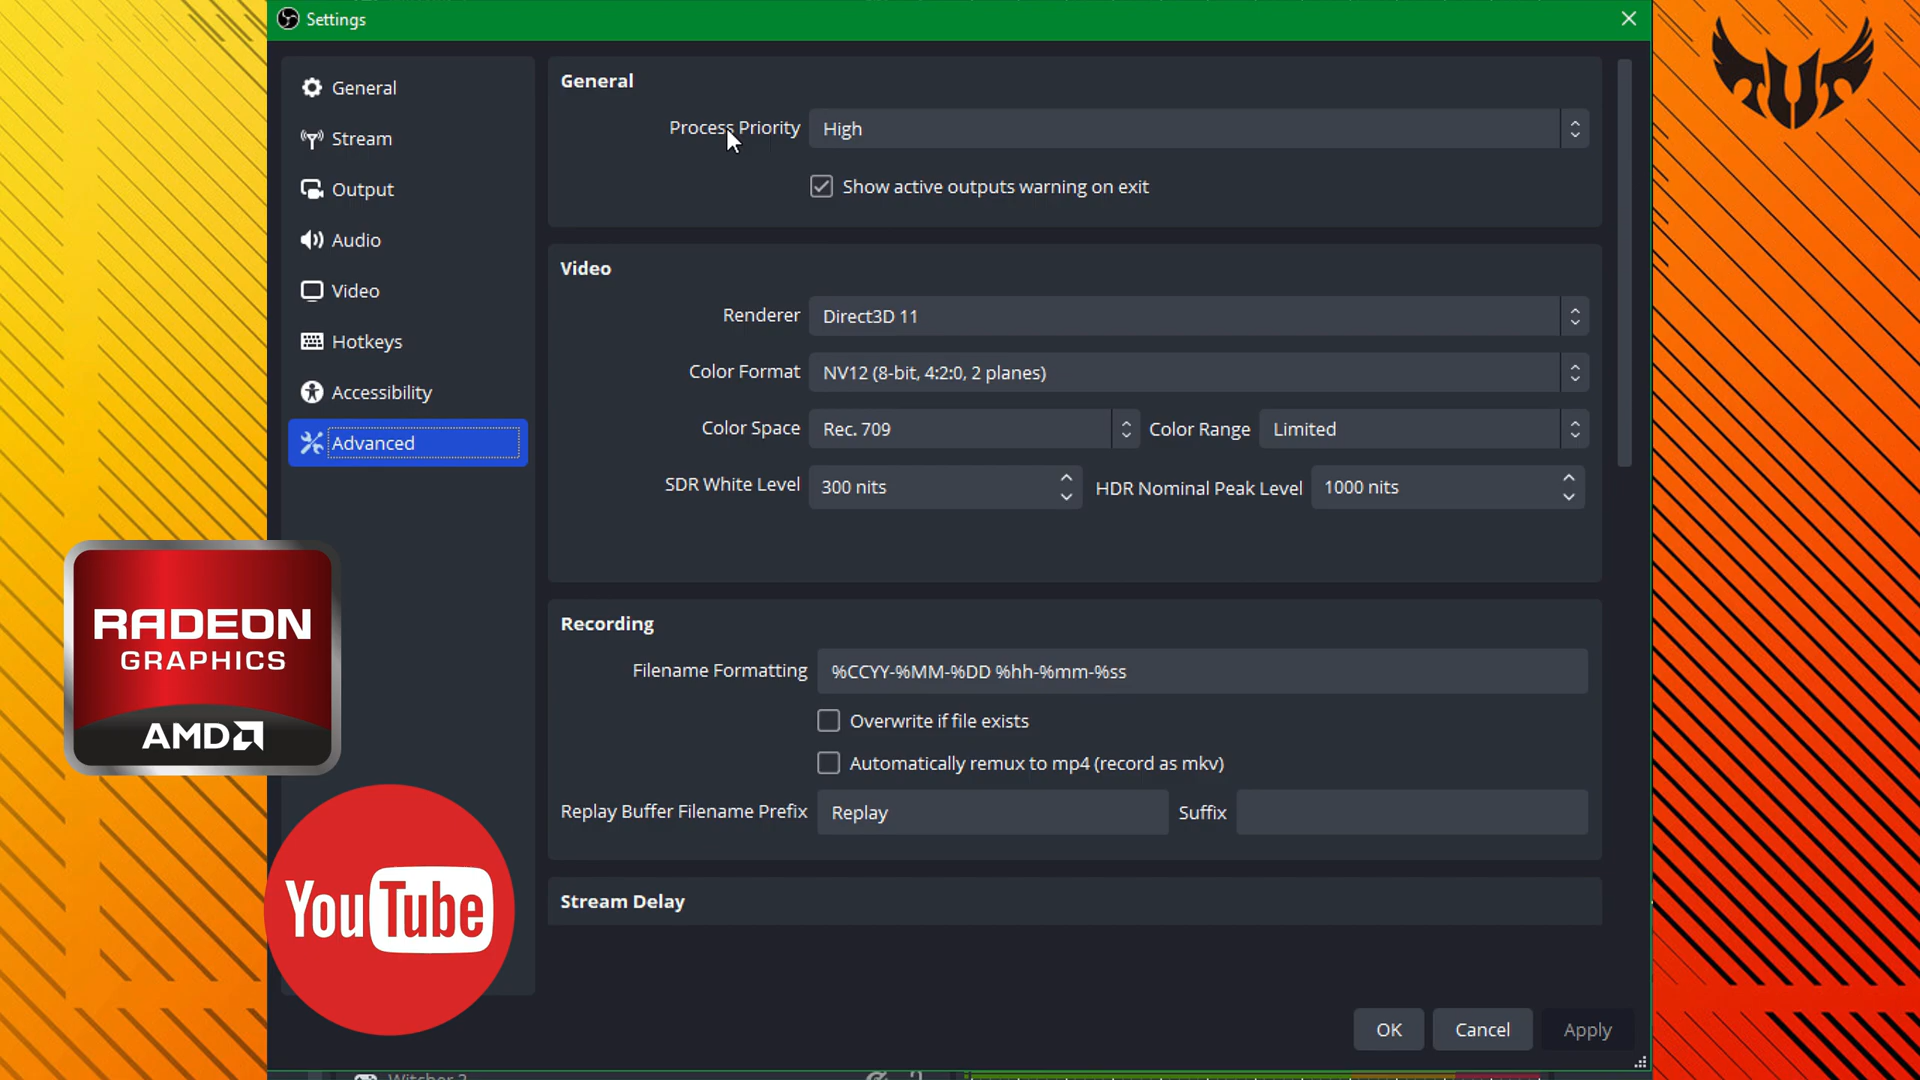 Settings
General
Stream
Output
Audio
Video
Hotkeys
Accessibility
Advanced
General
Process Priority High
Show active outputs warning on exit
Video
Renderer Direct3D 11
Color Format NV12 (8-bit, 4:2:0, 2 planes)
Color Space Rec. 709 Color Range Limited
SDR White Level 300 nits HDR Nominal Peak Level 1000 nits
Recording
Filename Formatting %CCYY-%MM-%DD %hh-%mm-%ss
Overwrite if file exists
Automatically remux to mp4 (record as mkv)
Replay Buffer Filename Prefix Replay Suffix
Stream Delay
OK Cancel Apply
RADEON
GRAPHICS
AMD
YouTube